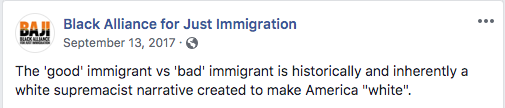 BAJI
BLACK ALLIANCE
FOR JUST IMMIGRATION
Black Alliance for Just Immigration
September 13, 2017 ·
The 'good' immigrant vs 'bad' immigrant is historically and inherently a
white supremacist narrative created to make America "white".